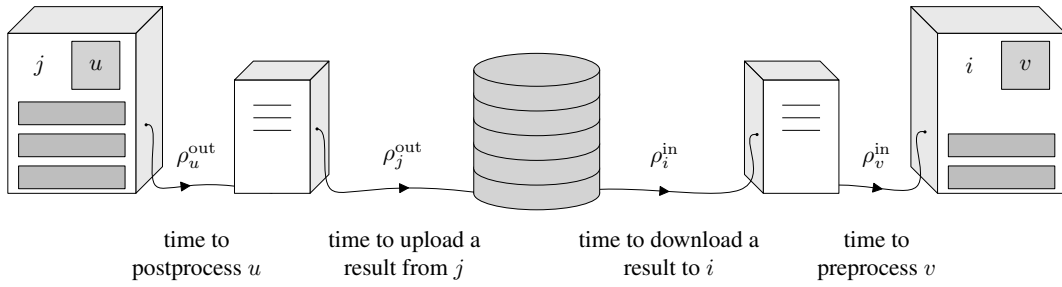 j u i v
ρ_u^out ρ_j^out ρ_i^in ρ_v^in
time to time to upload a time to download a time to
postprocess u result from j result to i preprocess v